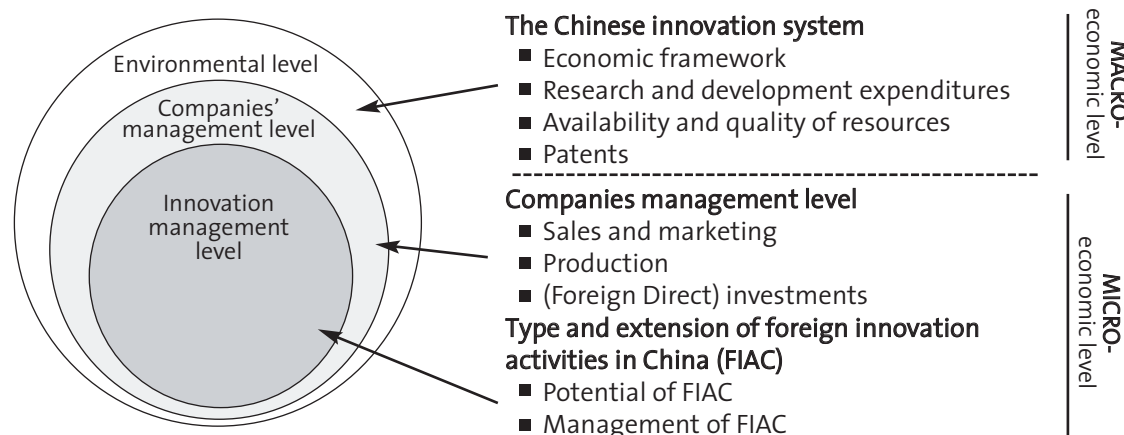 Environmental level
Companies’
management level
Innovation
management
level
The Chinese innovation system
■ Economic framework
■ Research and development expenditures
■ Availability and quality of resources
■ Patents
Companies management level
■ Sales and marketing
■ Production
■ (Foreign Direct) investments
Type and extension of foreign innovation
activities in China (FIAC)
■ Potential of FIAC
■ Management of FIAC
MACRO-
economic level
MICRO-
economic level